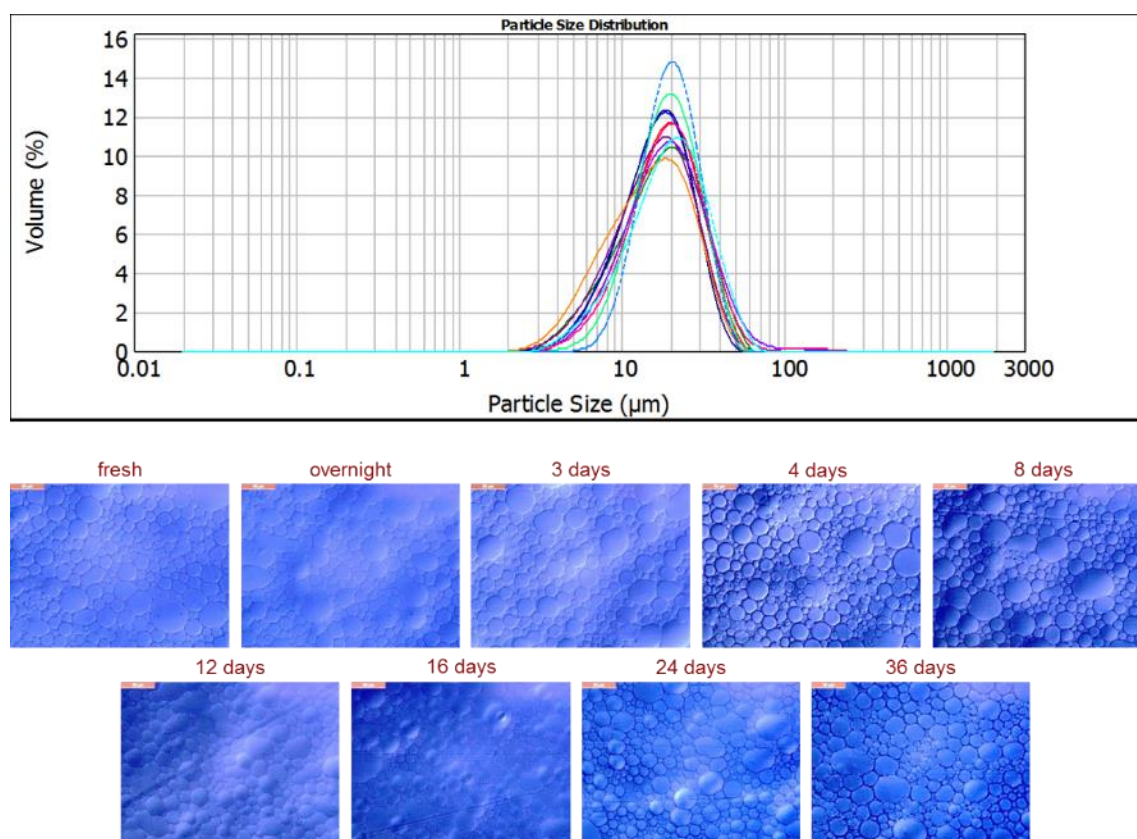 Particle Size Distribution
16
14
12
10
8
6
4
2
0
0.01 0.1 1 10 100 1000 3000
Volume (%)
Particle Size (µm)
fresh overnight 3 days 4 days 8 days
12 days 16 days 24 days 36 days